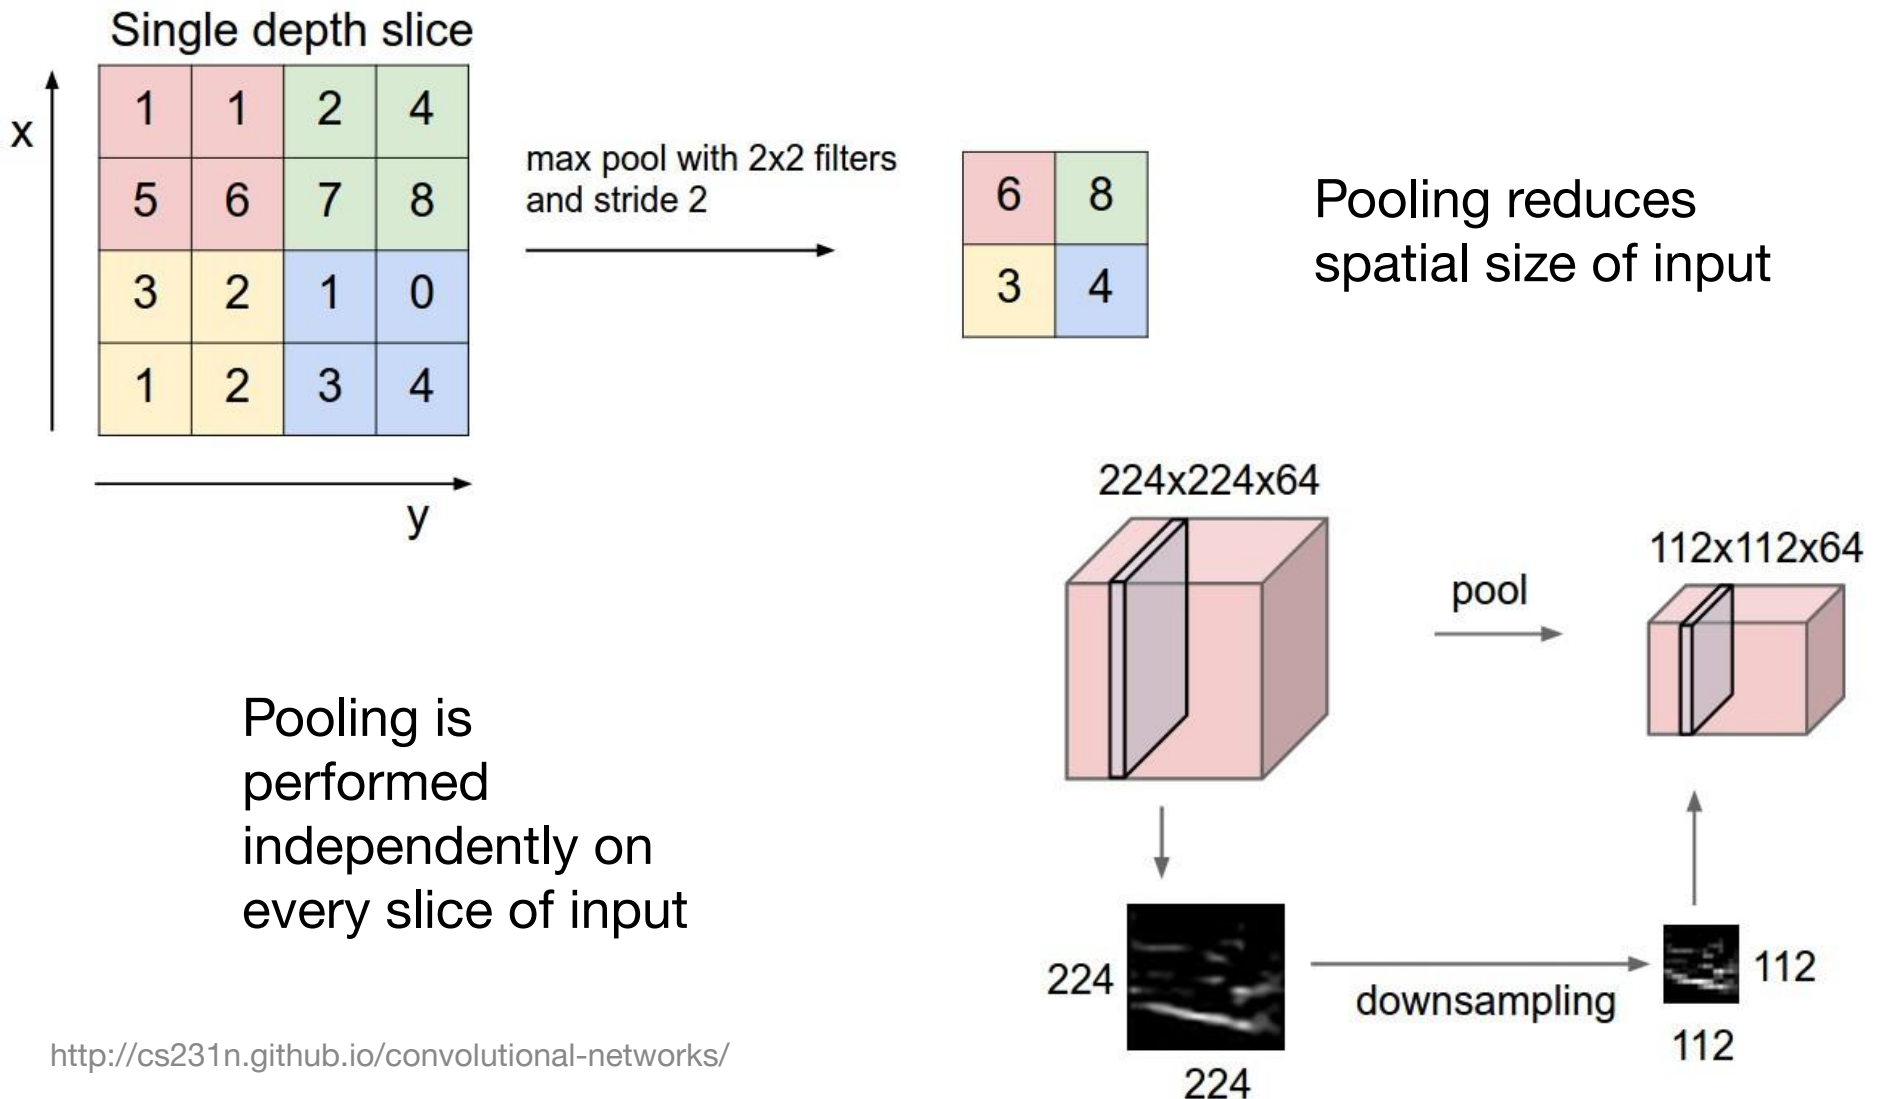 Single depth slice
x
1 1 2 4
5 6 7 8
3 2 1 0
1 2 3 4
y
max pool with 2x2 filters
and stride 2
6 8
3 4
Pooling reduces
spatial size of input
224x224x64
pool
112x112x64
Pooling is
performed
independently on
every slice of input
224
224
downsampling
112
112
http://cs231n.github.io/convolutional-networks/